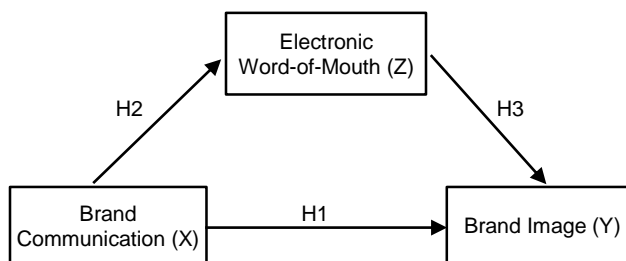 Electronic
Word-of-Mouth (Z)
H2
H3
Brand
Communication (X)
H1
Brand Image (Y)